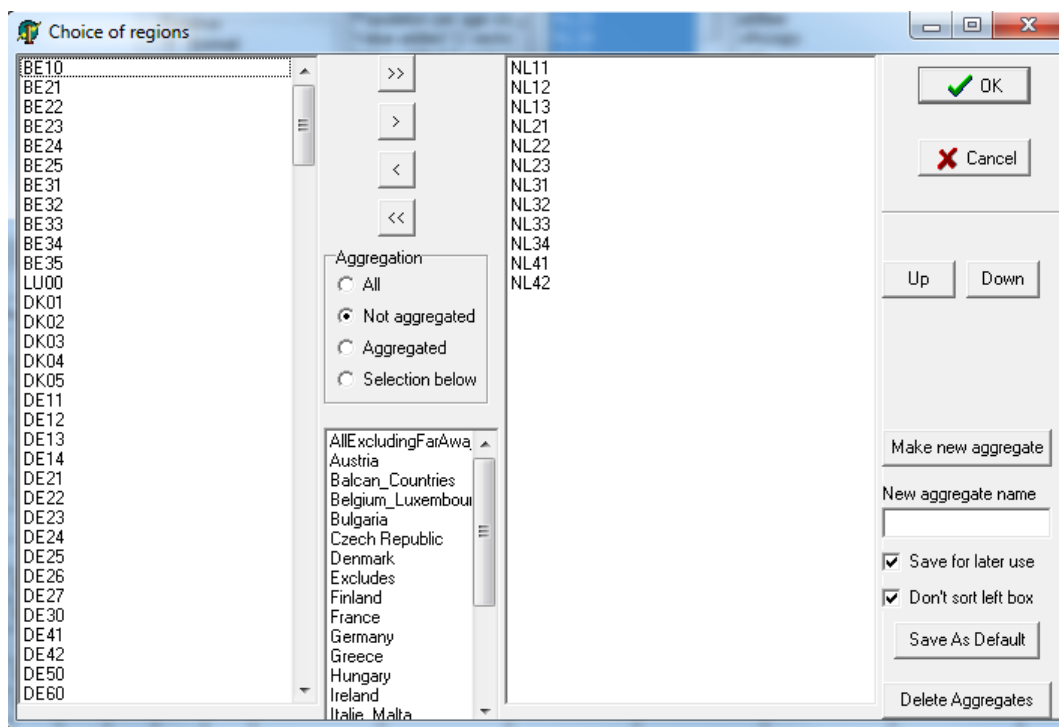 Choice of regions
BE10
BE21
BE22
BE23
BE24
BE25
BE31
BE32
BE33
BE34
BE35
LU00
DK01
DK02
DK03
DK04
DK05
DE11
DE12
DE13
DE14
DE21
DE22
DE23
DE24
DE25
DE26
DE27
DE30
DE41
DE42
DE50
DE60
>>
>
<
<<
Aggregation
All
Not aggregated
Aggregated
Selection below
AllExcludingFarAwa
Austria
Balcan_Countries
Belgium_Luxembour
Bulgaria
Czech Republic
Denmark
Excludes
Finland
France
Germany
Greece
Hungary
Ireland
Italie_Malta
NL11
NL12
NL13
NL21
NL22
NL23
NL31
NL32
NL33
NL34
NL41
NL42
OK
Cancel
Up
Down
Make new aggregate
New aggregate name
Save for later use
Don't sort left box
Save As Default
Delete Aggregates